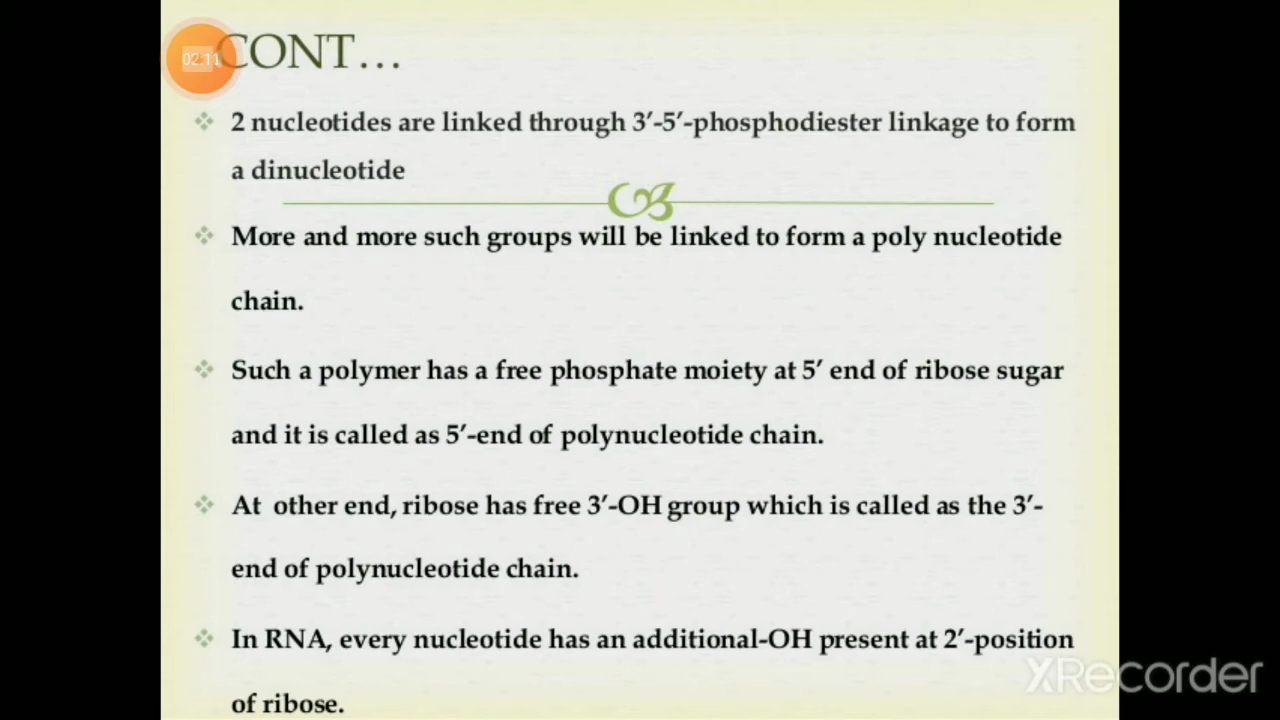 CONT...
02:11
2 nucleotides are linked through 3′-5′-phosphodiester linkage to form
a dinucleotide
More and more such groups will be linked to form a poly nucleotide
chain.
Such a polymer has a free phosphate moiety at 5′ end of ribose sugar
and it is called as 5′-end of polynucleotide chain.
At other end, ribose has free 3′-OH group which is called as the 3′-
end of polynucleotide chain.
In RNA, every nucleotide has an additional-OH present at 2′-position
of ribose.
XRecorder